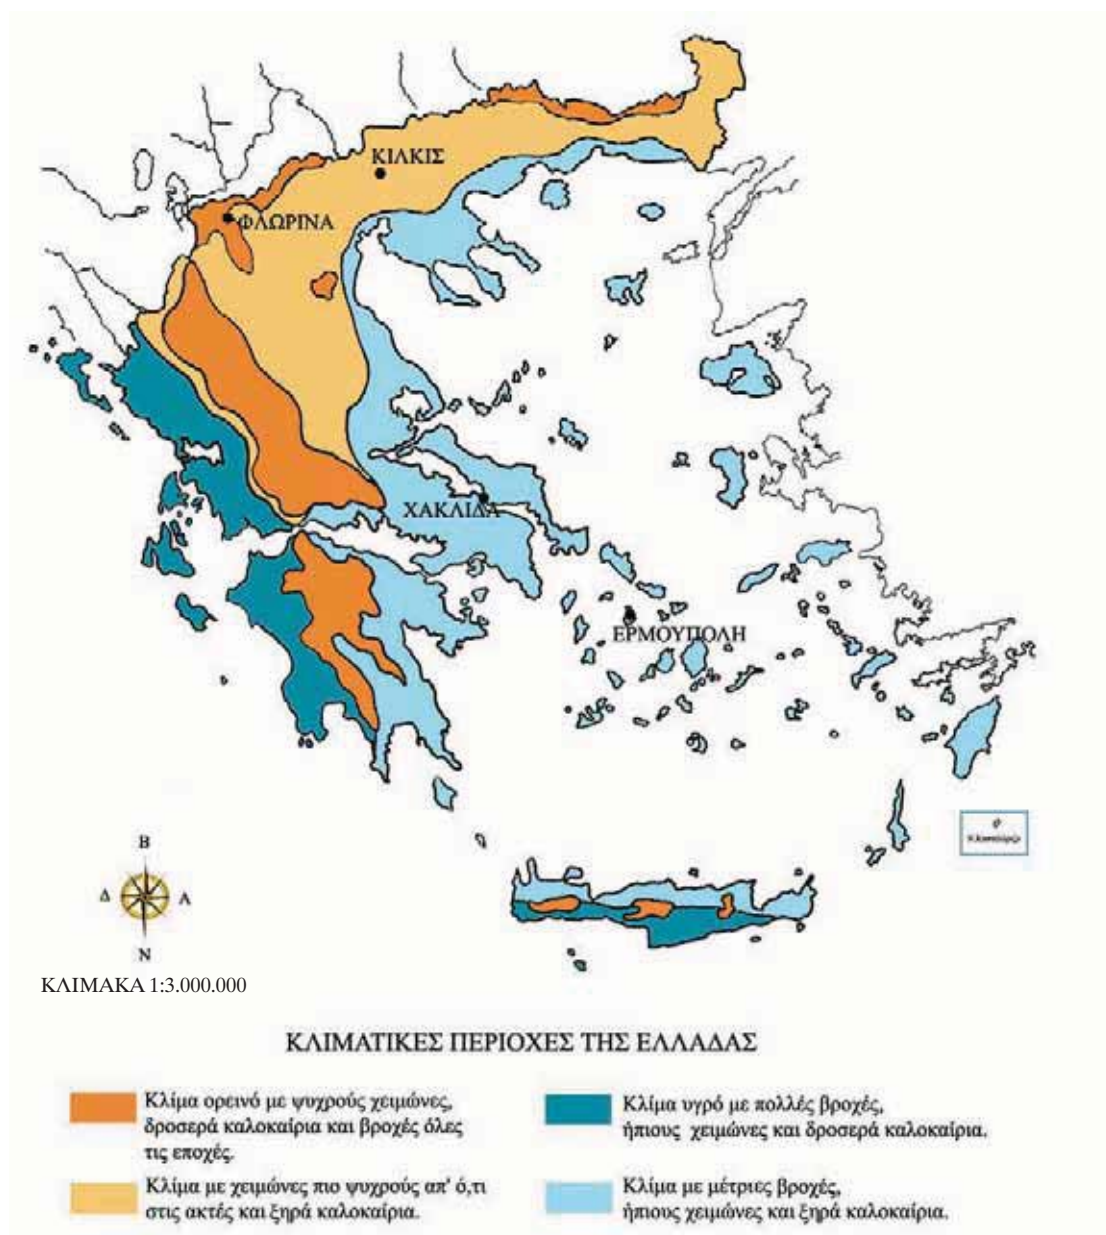 ΚΙΛΚΙΣ
ΦΛΩΡΙΝΑ
ΧΑΚΛΙΔΑ
ΕΡΜΟΥΠΟΛΗ
Β
Δ Α
Ν
ΚΛΙΜΑΚΑ 1:3.000.000
ΚΛΙΜΑΤΙΚΕΣ ΠΕΡΙΟΧΕΣ ΤΗΣ ΕΛΛΑΔΑΣ
Κλίμα ορεινό με ψυχρούς χειμώνες,
δροσερά καλοκαίρια και βροχές όλες
τις εποχές.
Κλίμα με χειμώνες πιο ψυχρούς απ' ό,τι
στις ακτές και ξηρά καλοκαίρια.
Κλίμα υγρό με πολλές βροχές,
ήπιους χειμώνες και δροσερά καλοκαίρια.
Κλίμα με μέτριες βροχές,
ήπιους χειμώνες και ξηρά καλοκαίρια.